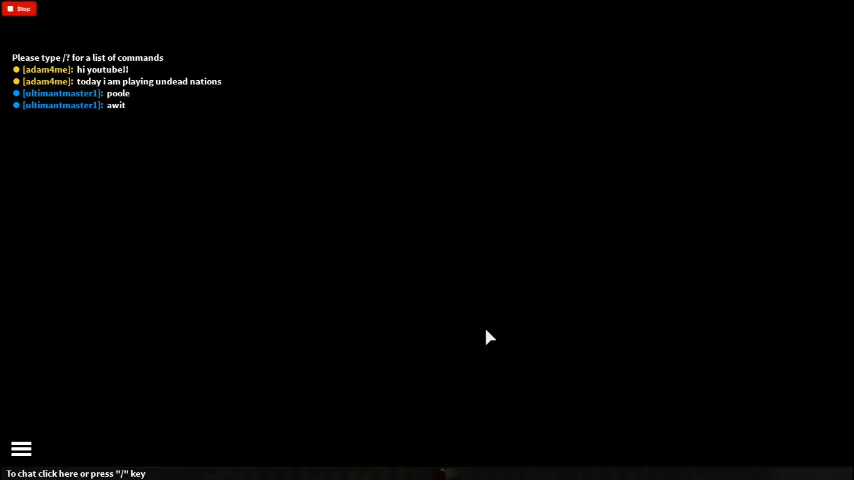 Stop
Please type /? for a list of commands
[adam4me]: hi youtube!!
[adam4me]: today i am playing undead nations
[ultimantmaster1]: poole
[ultimantmaster1]: awit
To chat click here or press "/" key